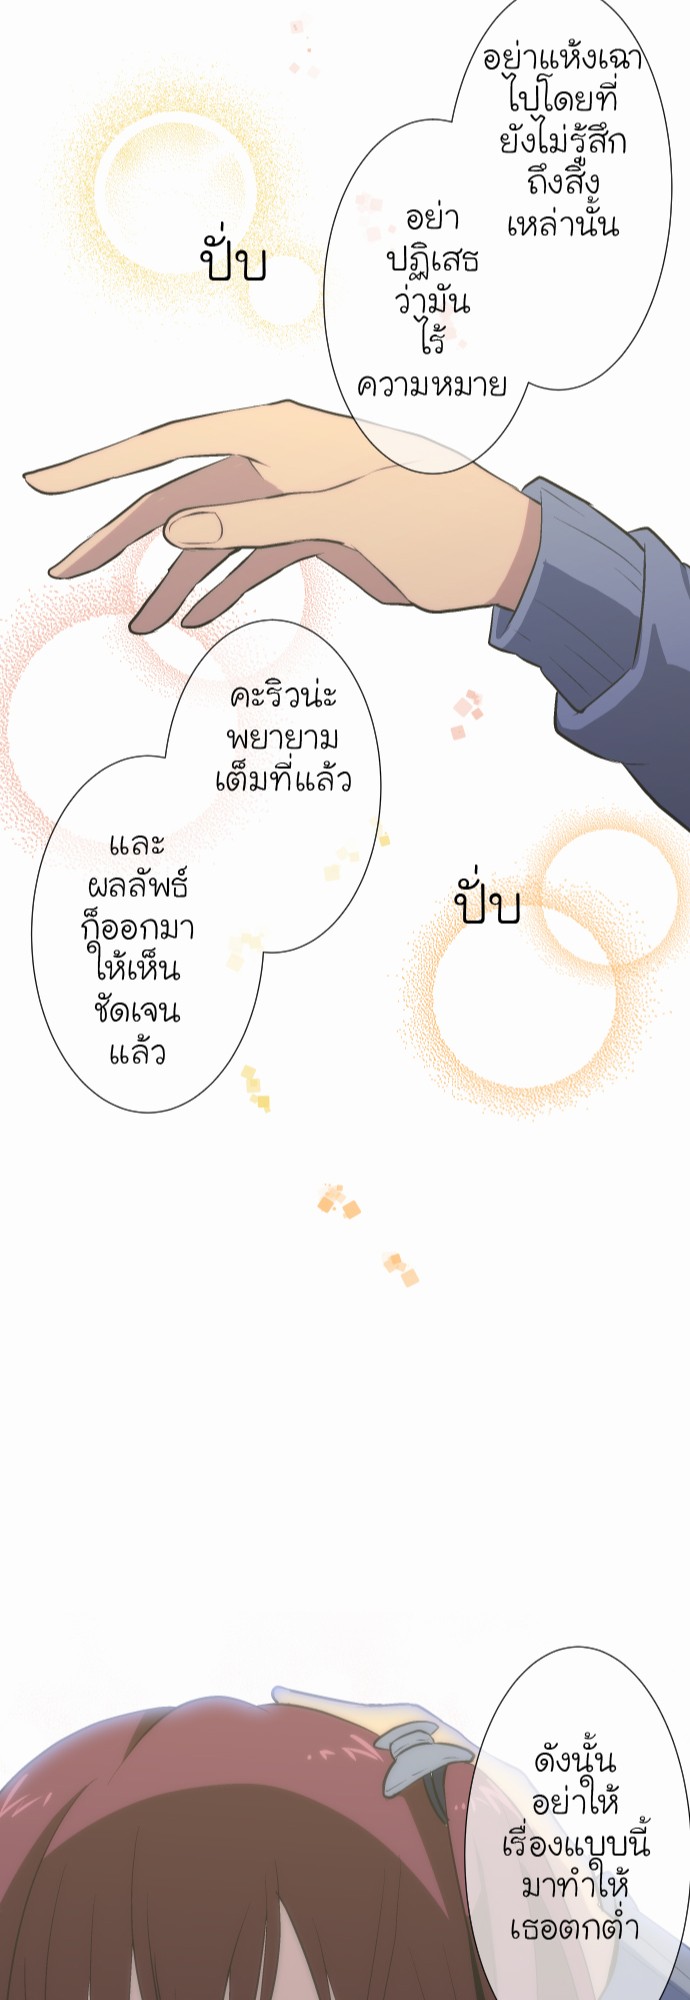 อย่าแห้งเฉา
ไปโดยที่
ยังไม่รู้สึก
ถึงสิ่ง
เหล่านั้น
อย่า
ปฏิเสธ
ว่ามัน
ไร้
ความหมาย
ปั่บ
คะริวน่ะ
พยายาม
เต็มที่แล้ว
และ
ผลลัพธ์
ก็ออกมา
ให้เห็น
ชัดเจน
แล้ว
ปั่บ
ดังนั้น
อย่าให้
เรื่องแบบนี้
มาทำให้
เธอตกต่ำ